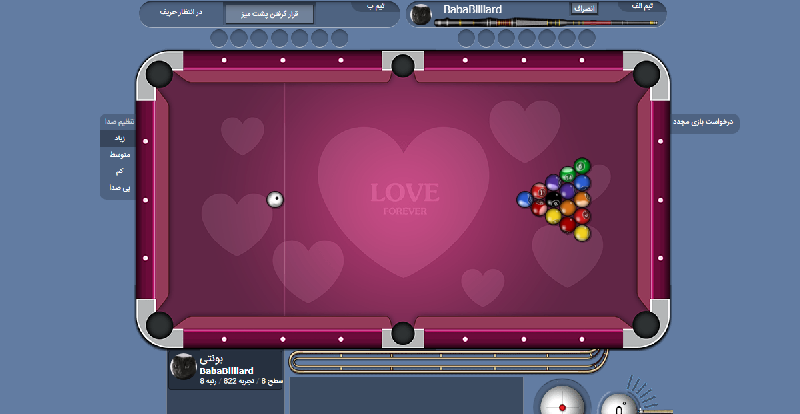 تیم الف
انصراف
BabaBilliard
تیم ب
قرار گرفتن پشت میز
در انتظار حریف
تنظیم صدا
زیاد
متوسط
کم
بی صدا
درخواست بازی مجدد
LOVE
FOREVER
بونتی
BabaBilliard
سطح 8 / تجربه 822 / رتبه 8